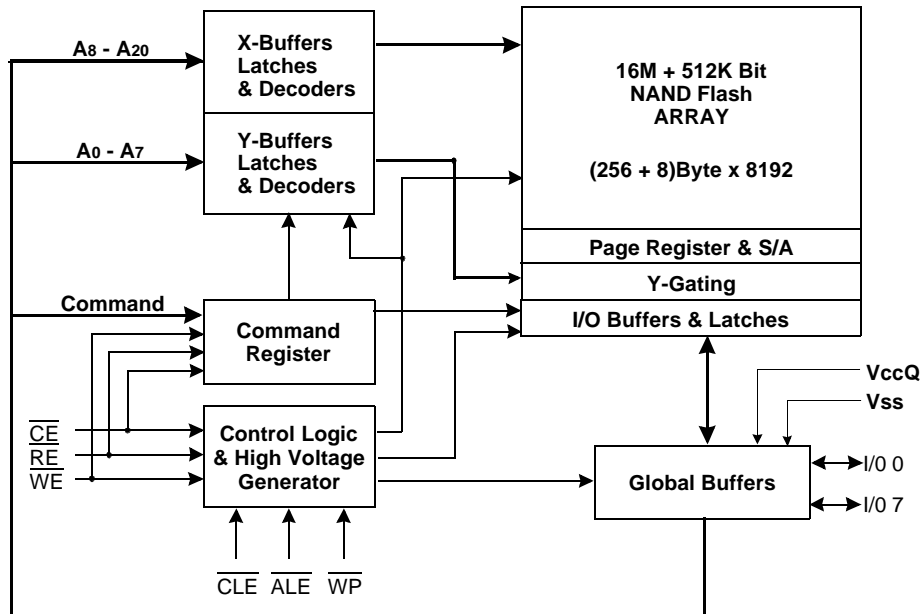 A8 - A20
X-Buffers
Latches
& Decoders
A0 - A7
Y-Buffers
Latches
& Decoders
16M + 512K Bit
NAND Flash
ARRAY
(256 + 8)Byte x 8192
Page Register & S/A
Y-Gating
I/O Buffers & Latches
Command
Command
Register
CE
RE
WE
Control Logic
& High Voltage
Generator
CLE
ALE
WP
VccQ
Vss
Global Buffers
I/0 0
I/0 7